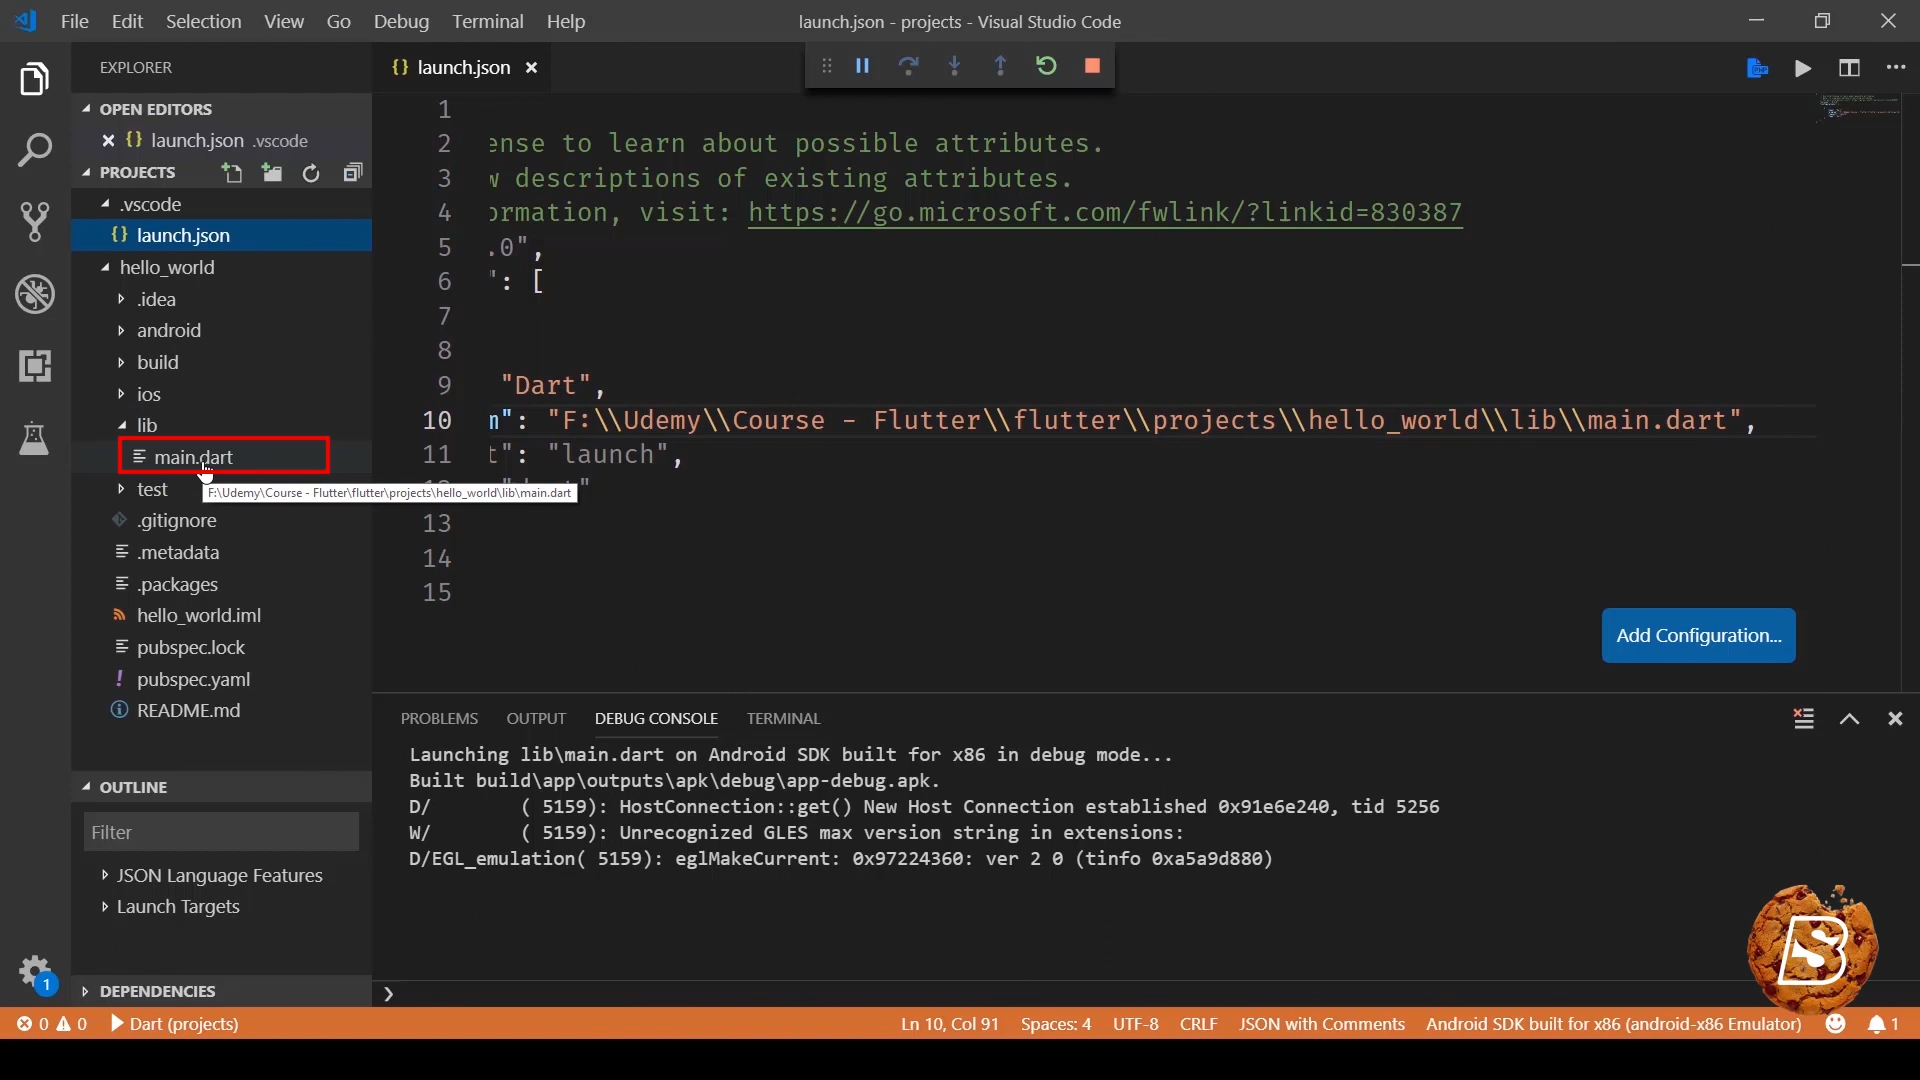 File Edit Selection View Go Debug Terminal Help
launch.json - projects - Visual Studio Code
EXPLORER
OPEN EDITORS
{} launch.json .vscode
PROJECTS
.vscode
{} launch.json
hello_world
.idea
android
build
ios
lib
main.dart
test
.gitignore
.metadata
.packages
hello_world.iml
pubspec.lock
! pubspec.yaml
README.md
OUTLINE
Filter
JSON Language Features
Launch Targets
DEPENDENCIES
{} launch.json
1
2 ense to learn about possible attributes.
3 w descriptions of existing attributes.
4 ormation, visit: https://go.microsoft.com/fwlink/?linkid=830387
5 .0",
6 ": [
7
8
9 "Dart",
10 m": "F:\\Udemy\\Course - Flutter\\flutter\\projects\\hello_world\\lib\\main.dart",
11 t": "launch",
F:\Udemy\Course - Flutter\flutter\projects\hello_world\lib\main.dart
13
14
15
Add Configuration...
PROBLEMS OUTPUT DEBUG CONSOLE TERMINAL
Launching lib\main.dart on Android SDK built for x86 in debug mode...
Built build\app\outputs\apk\debug\app-debug.apk.
D/ ( 5159): HostConnection::get() New Host Connection established 0x91e6e240, tid 5256
W/ ( 5159): Unrecognized GLES max version string in extensions:
D/EGL_emulation( 5159): eglMakeCurrent: 0x97224360: ver 2 0 (tinfo 0xa5a9d880)
1
B
0 0 Dart (projects) Ln 10, Col 91 Spaces: 4 UTF-8 CRLF JSON with Comments Android SDK built for x86 (android-x86 Emulator) 1